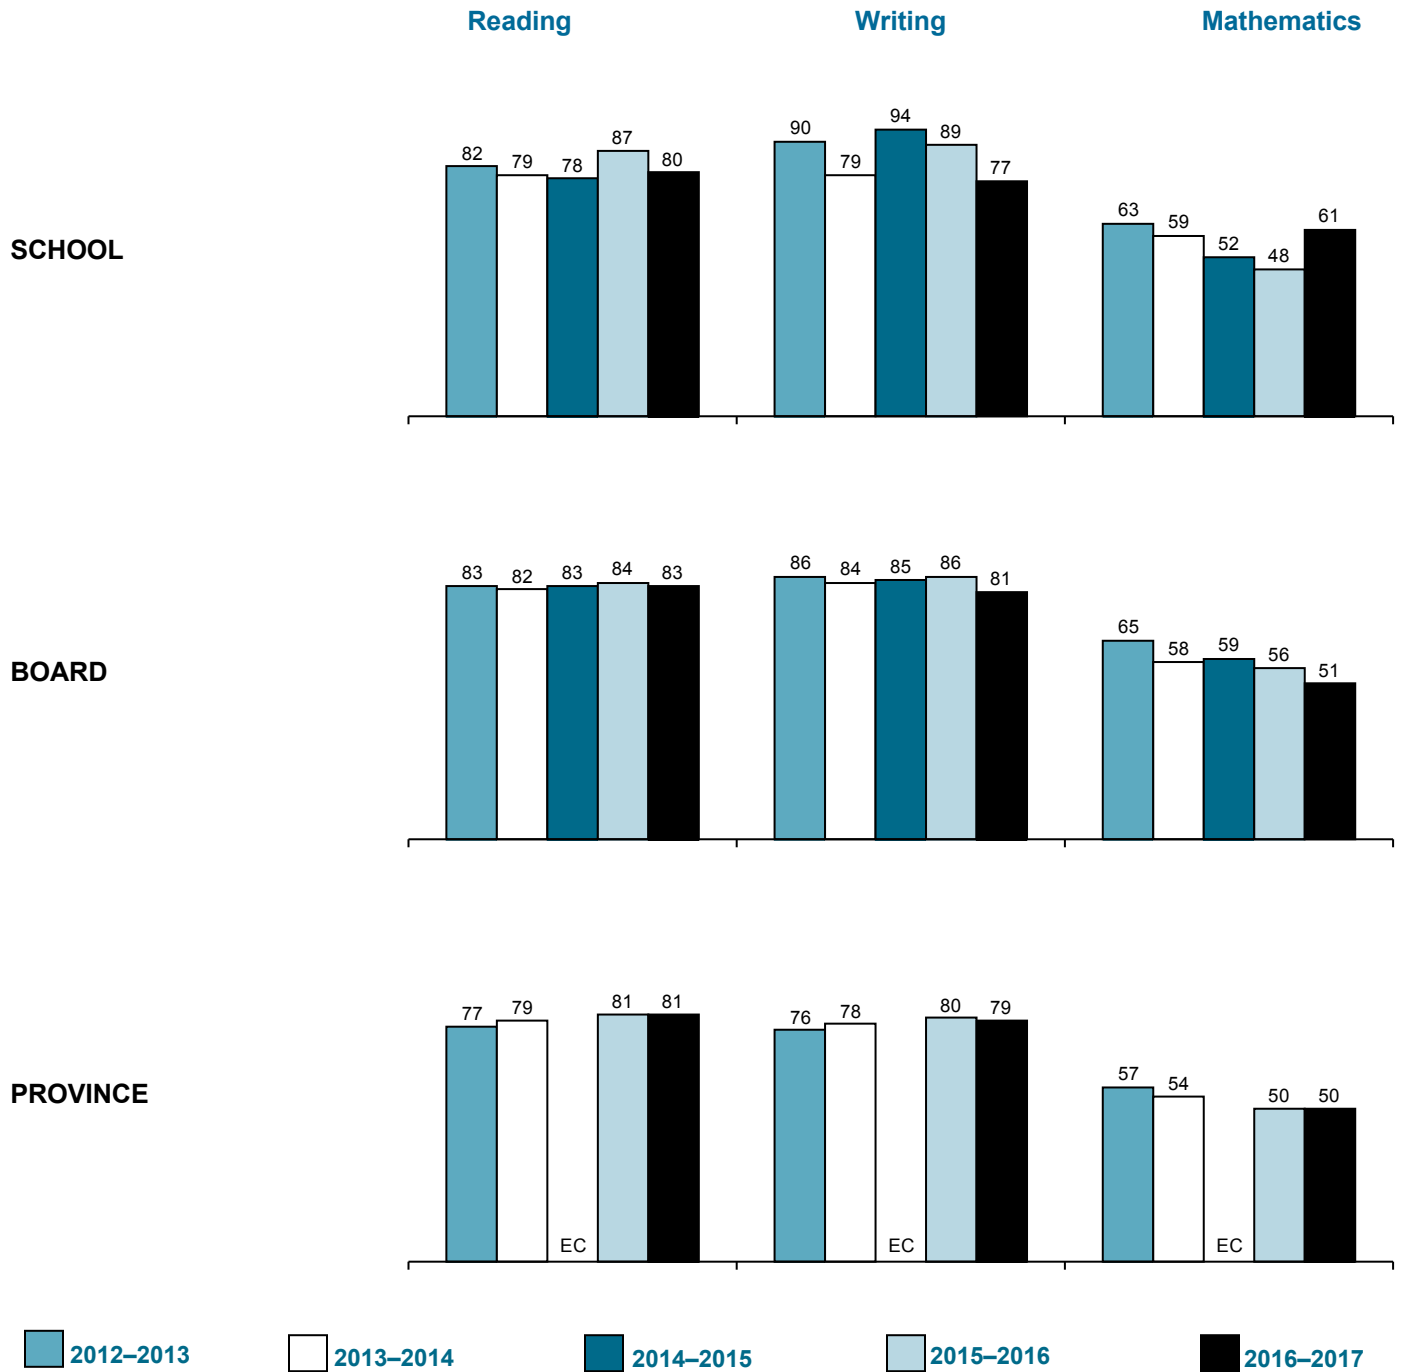 Reading Writing Mathematics
SCHOOL
82 79 78 87 80 90 79 94 89 77 63 59 52 48 61
BOARD
83 82 83 84 83 86 84 85 86 81 65 58 59 56 51
PROVINCE
77 79 EC 81 81 76 78 EC 80 79 57 54 EC 50 50
2012–2013 2013–2014 2014–2015 2015–2016 2016–2017